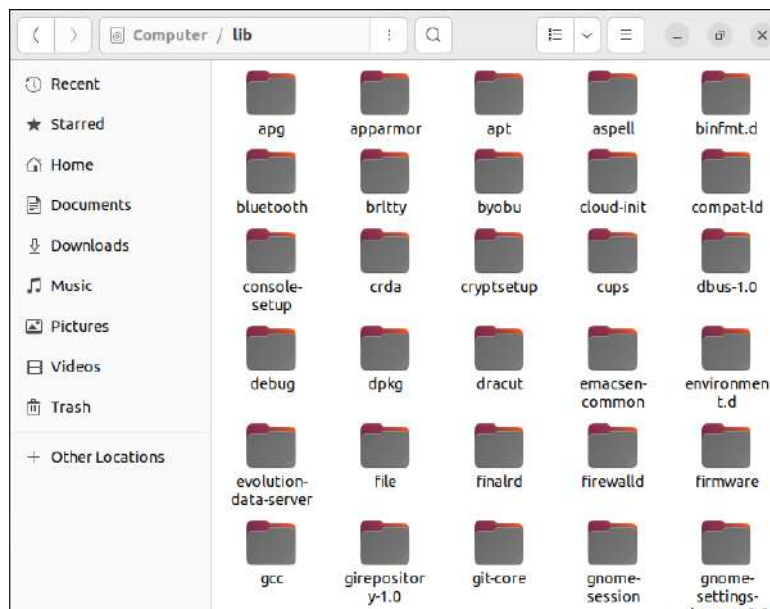 Computer / lib
Recent
Starred
Home
Documents
Downloads
Music
Pictures
Videos
Trash
Other Locations
apg apparmor apt aspell binfmt.d
bluetooth brltty byobu cloud-init compat-ld
console-setup crda cryptsetup cups dbus-1.0
debug dpkg dracut emacsen-common environment.d
evolution-data-server file finalrd firewalld firmware
gcc girepository-1.0 git-core gnome-session gnome-settings-